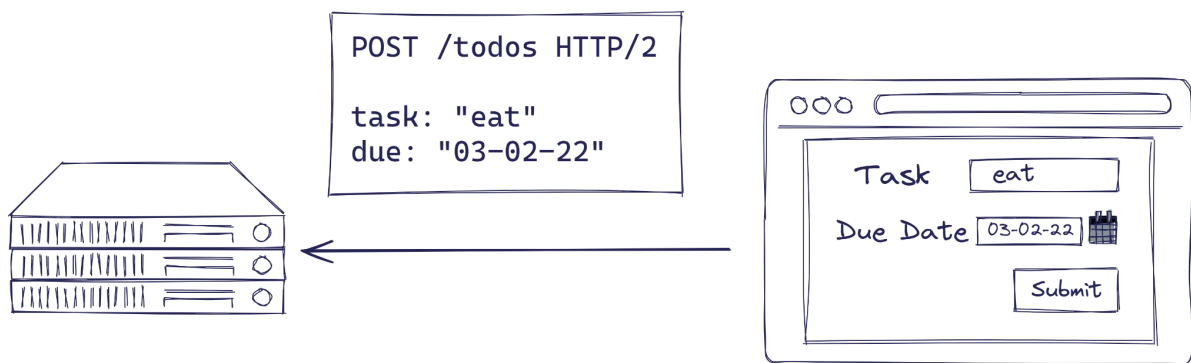 POST /todos HTTP/2
task: "eat"
due: "03-02-22"
Task eat
Due Date 03-02-22
Submit